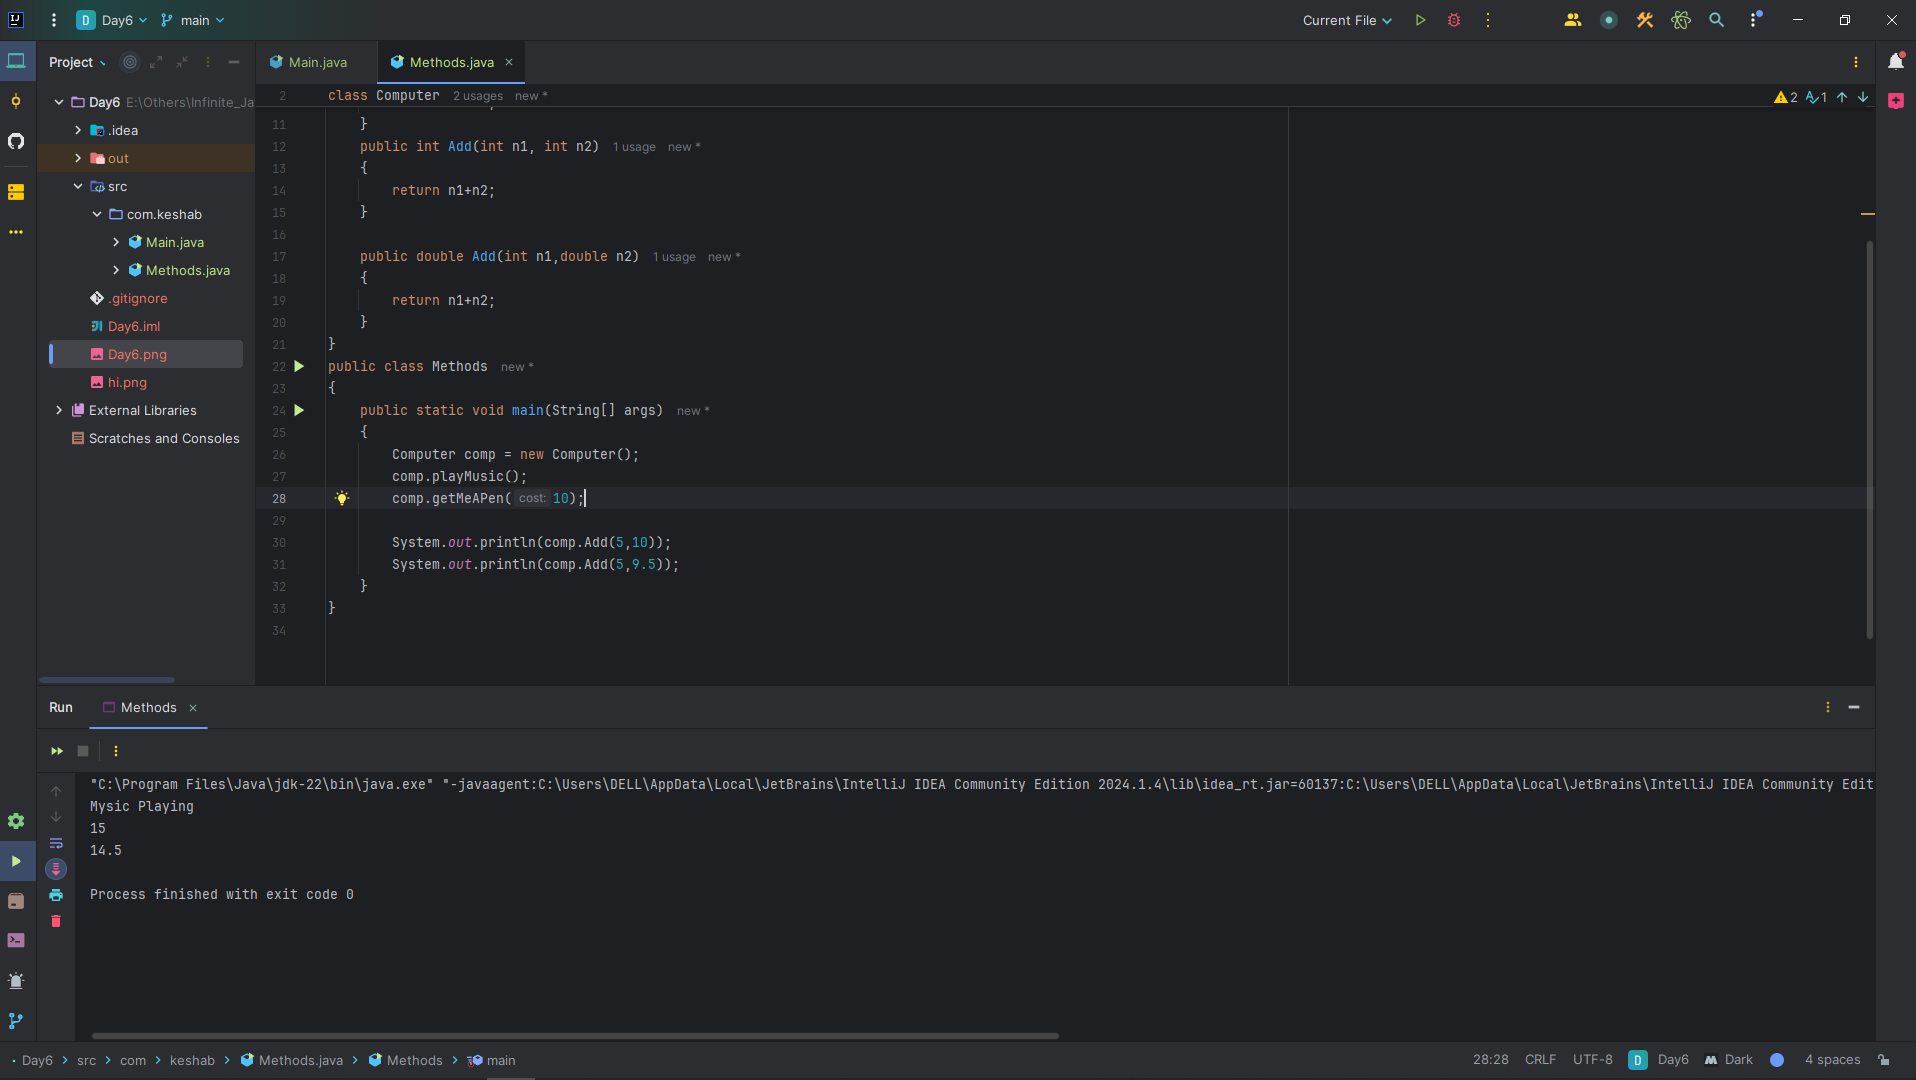 Day6 main Current File
Project
Main.java Methods.java
Day6 E:\Others\Infinite_Ja
.idea
out
src
com.keshab
Main.java
Methods.java
.gitignore
Day6.iml
Day6.png
hi.png
External Libraries
Scratches and Consoles
2 class Computer 2 usages new *
2 1
11 }
12 public int Add(int n1, int n2) 1 usage new *
13 {
14 return n1+n2;
15 }
16
17 public double Add(int n1,double n2) 1 usage new *
18 {
19 return n1+n2;
20 }
21 }
22 public class Methods new *
23 {
24 public static void main(String[] args) new *
25 {
26 Computer comp = new Computer();
27 comp.playMusic();
28 comp.getMeAPen( cost: 10);
29
30 System.out.println(comp.Add(5,10));
31 System.out.println(comp.Add(5,9.5));
32 }
33 }
34
Run Methods
"C:\Program Files\Java\jdk-22\bin\java.exe" "-javaagent:C:\Users\DELL\AppData\Local\JetBrains\IntelliJ IDEA Community Edition 2024.1.4\lib\idea_rt.jar=60137:C:\Users\DELL\AppData\Local\JetBrains\IntelliJ IDEA Community Edit
Mysic Playing
15
14.5
Process finished with exit code 0
Day6 src com keshab Methods.java Methods main 28:28 CRLF UTF-8 D Day6 Dark 4 spaces